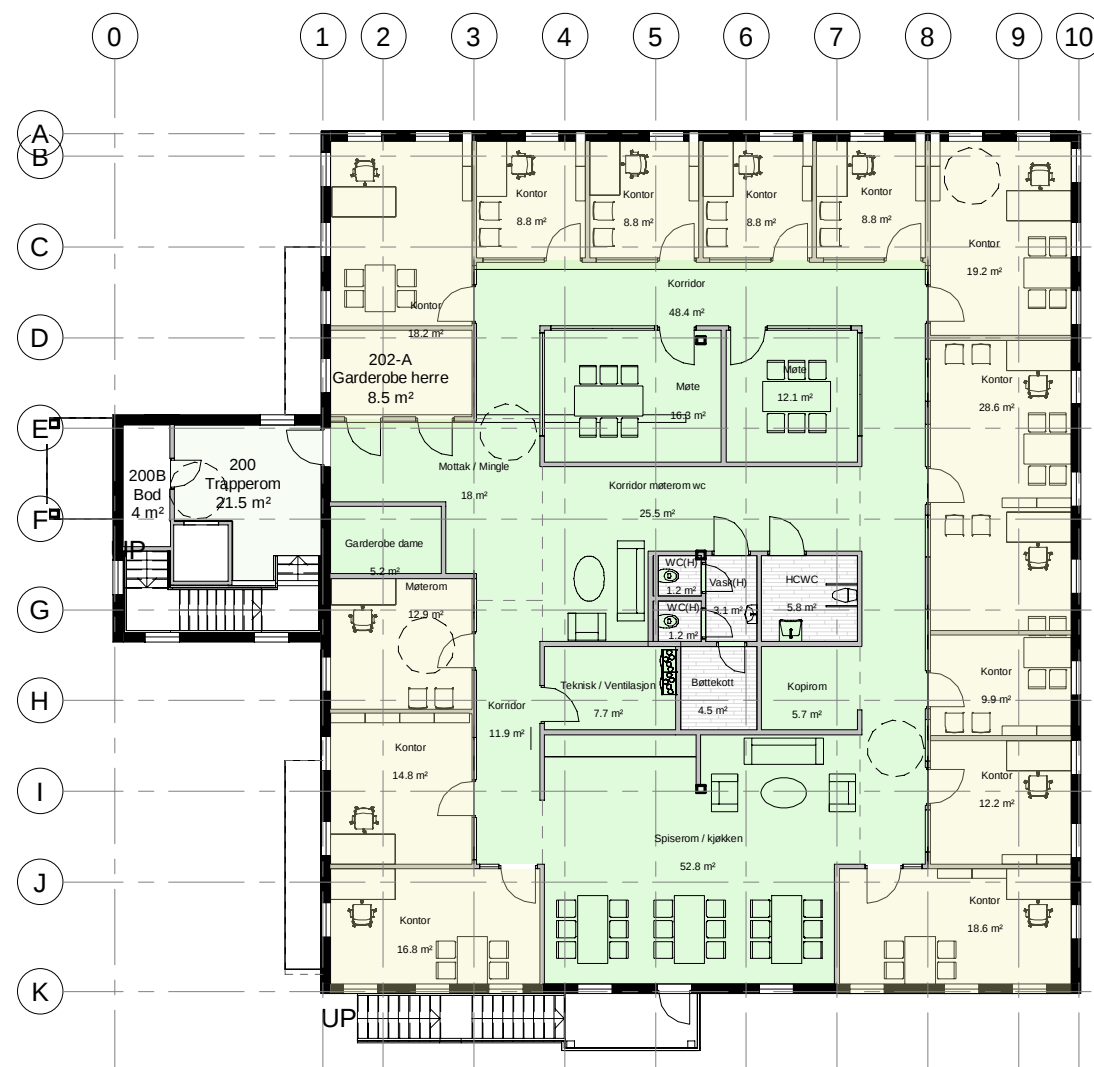 0
1
2
3
4
5
6
7
8
9
10
A
B
C
D
E
F
G
H
I
J
K
Kontor
8.8 m²
Kontor
8.8 m²
Kontor
8.8 m²
Kontor
8.8 m²
Kontor
19.2 m²
Kontor
18.2 m²
Korridor
48.4 m²
202-A
Garderobe herre
8.5 m²
Møte
16.3 m²
Møte
12.1 m²
Kontor
28.6 m²
200B
Bod
4 m²
200
Trapperom
21.5 m²
UP
Mottak / Mingle
18 m²
Korridor møterom wc
25.5 m²
Garderobe dame
5.2 m²
Møterom
12.9 m²
WC(H)
1.2 m²
WC(H)
1.2 m²
Vask(H)
3.1 m²
HCWC
5.8 m²
Teknisk / Ventilasjon
7.7 m²
Bøttekott
4.5 m²
Kopirom
5.7 m²
Kontor
9.9 m²
Korridor
11.9 m²
Kontor
14.8 m²
Kontor
12.2 m²
Spiserom / kjøkken
52.8 m²
Kontor
16.8 m²
Kontor
18.6 m²
UP